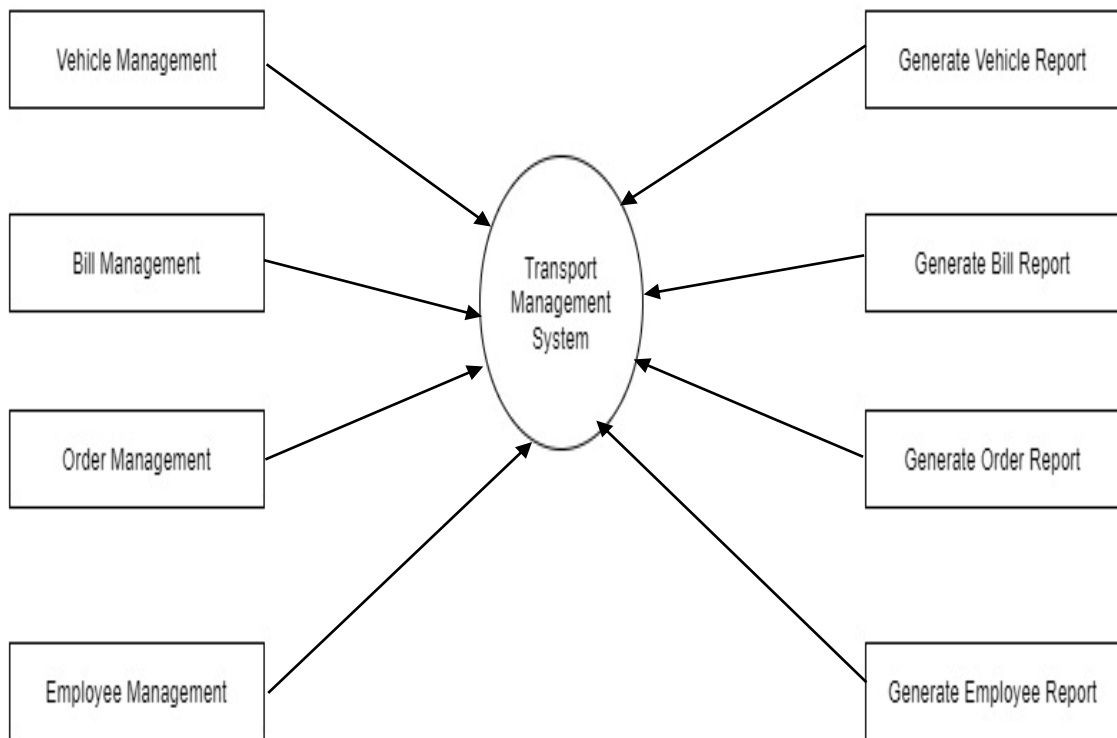 Vehicle Management
Generate Vehicle Report
Bill Management
Transport
Management
System
Generate Bill Report
Order Management
Generate Order Report
Employee Management
Generate Employee Report